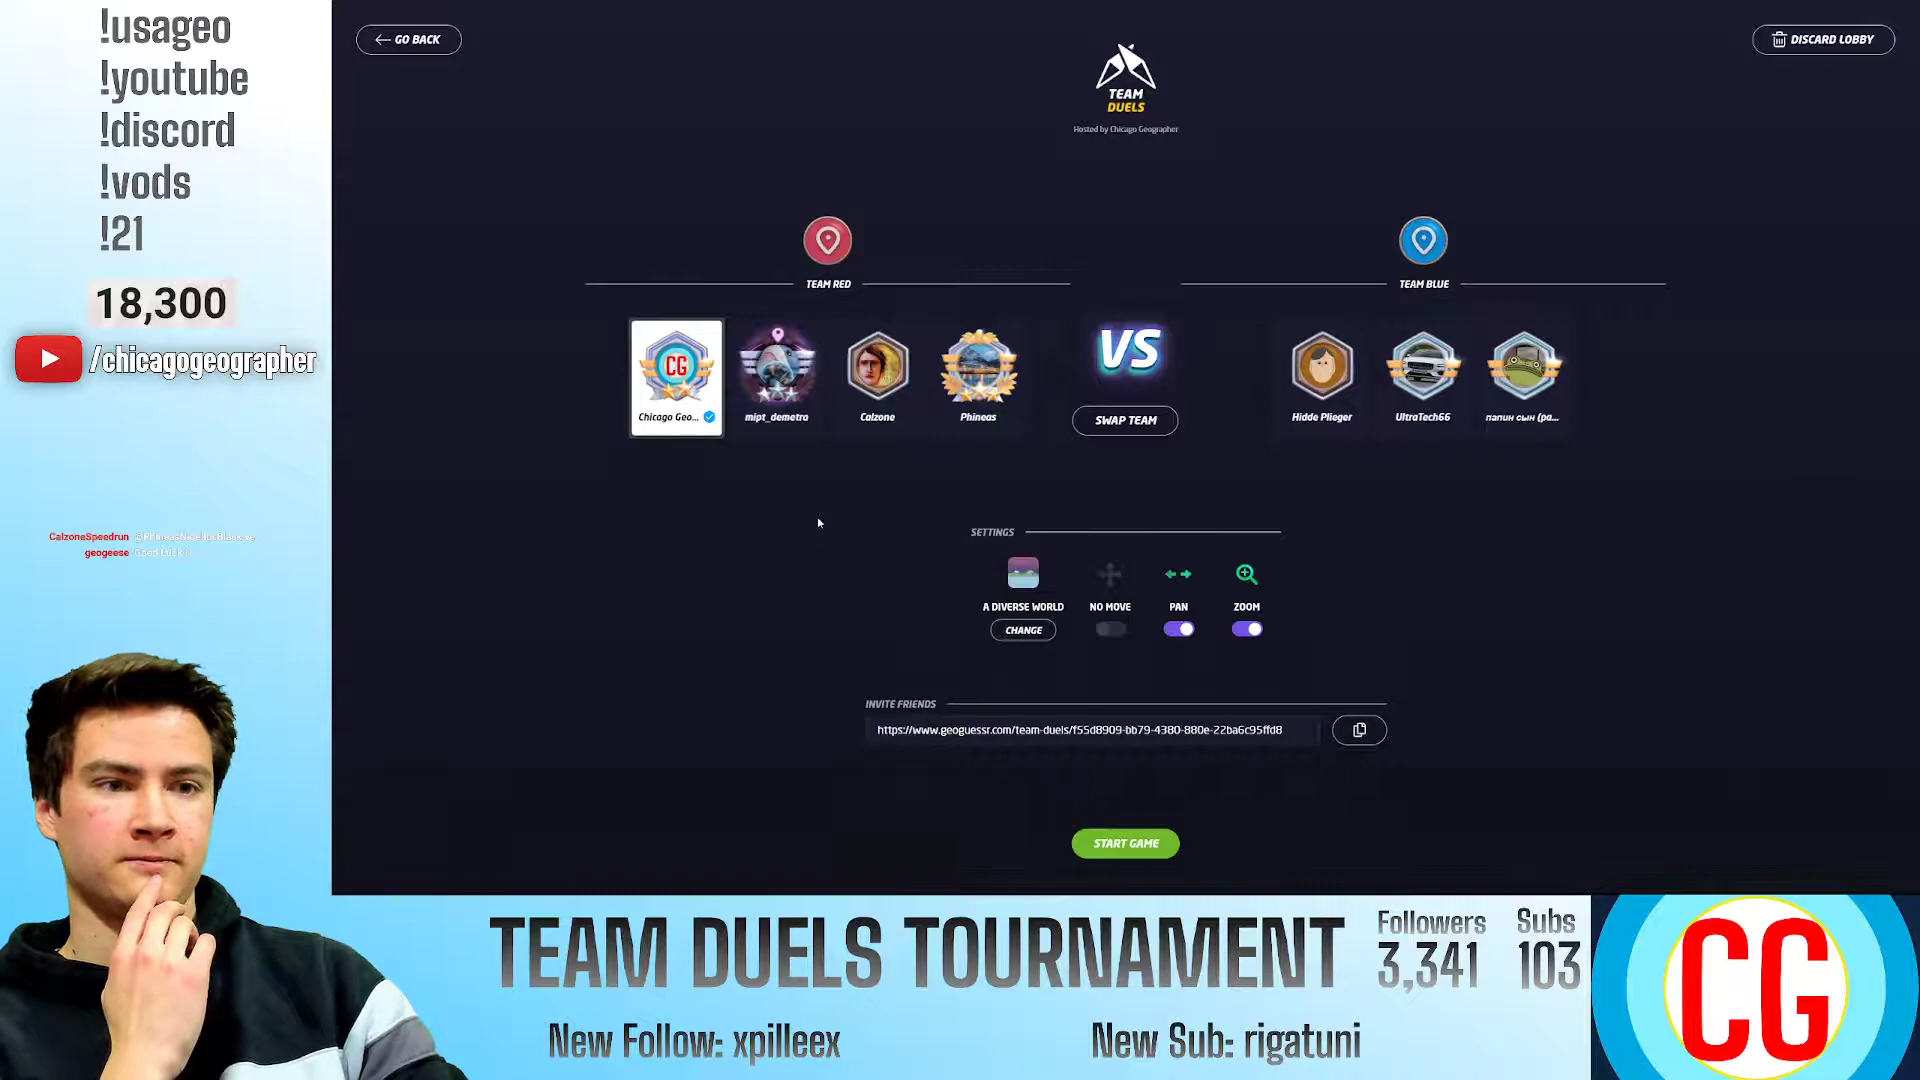 !usageo
!youtube
!discord
!vods
!21
18,300
/chicagogeographer
CalzoneSpeedrun
geogeese Good Luck!!
GO BACK
DISCARD LOBBY
TEAM
DUELS
Hosted by Chicago Geographer
TEAM RED
TEAM BLUE
CG
VS
Chicago Geo...
mipt_demetra
Calzone
Phineas
SWAP TEAM
Hidde Plieger
UltraTech66
папин сын (ра...
SETTINGS
A DIVERSE WORLD
NO MOVE
PAN
ZOOM
CHANGE
INVITE FRIENDS
https://www.geoguessr.com/team-duels/f55d8909-bb79-4380-880e-22ba6c95ffd8
START GAME
TEAM DUELS TOURNAMENT
Followers
3,341
Subs
103
New Follow: xpilleex
New Sub: rigatuni
CG